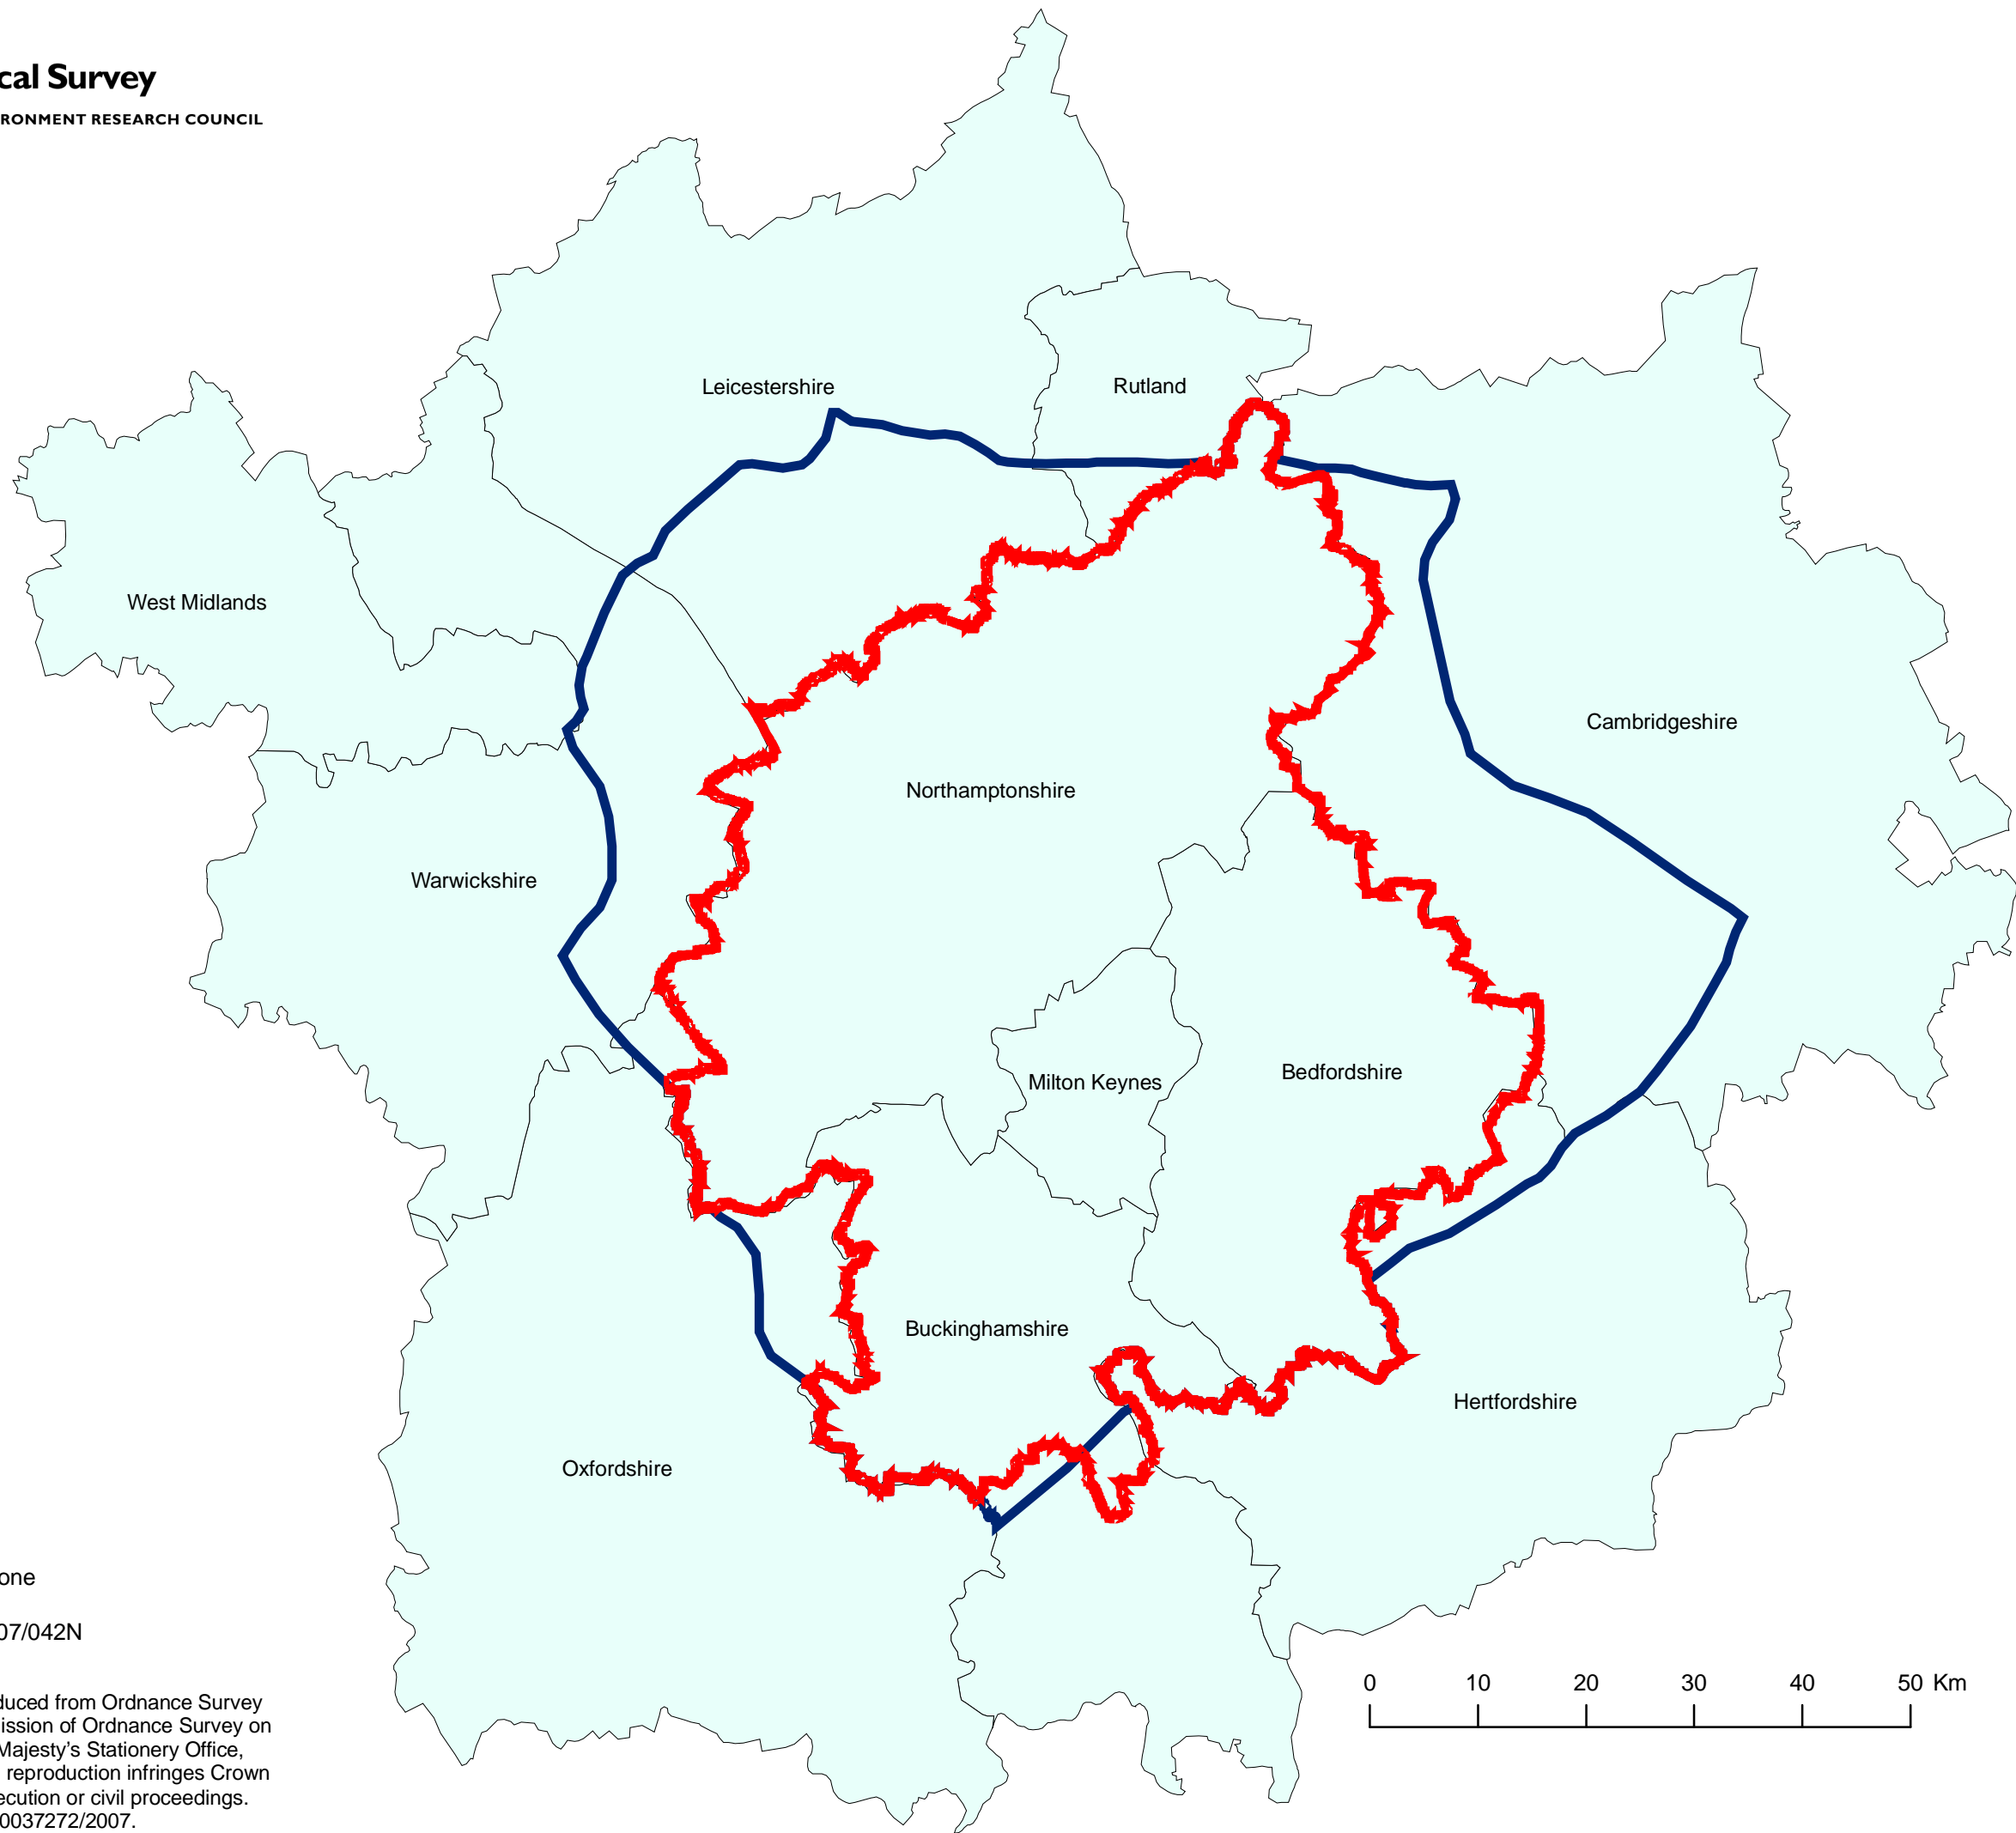 cal Survey
RONMENT RESEARCH COUNCIL
Leicestershire
Rutland
West Midlands
Cambridgeshire
Northamptonshire
Warwickshire
Bedfordshire
Milton Keynes
Buckinghamshire
Hertfordshire
Oxfordshire
one
07/042N
0 10 20 30 40 50 Km
duced from Ordnance Survey
ission of Ordnance Survey on
Majesty's Stationery Office,
reproduction infringes Crown
ecution or civil proceedings.
0037272/2007.